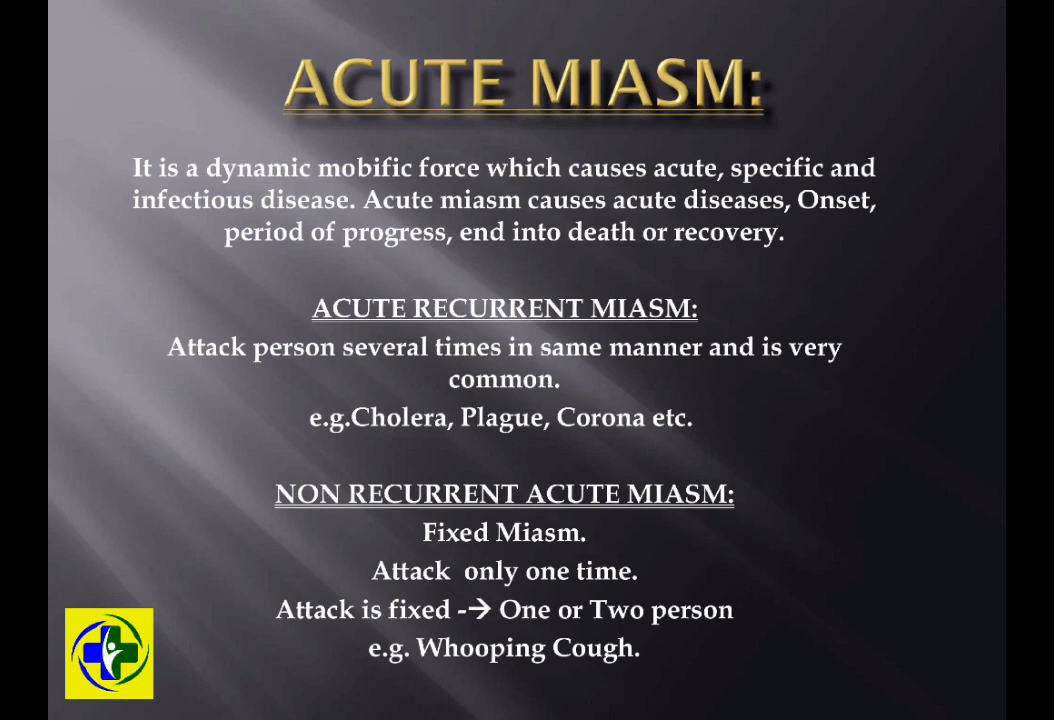 ACUTE MIASM:
It is a dynamic mobific force which causes acute, specific and
infectious disease. Acute miasm causes acute diseases, Onset,
period of progress, end into death or recovery.
ACUTE RECURRENT MIASM:
Attack person several times in same manner and is very
common.
e.g.Cholera, Plague, Corona etc.
NON RECURRENT ACUTE MIASM:
Fixed Miasm.
Attack only one time.
Attack is fixed -→ One or Two person
e.g. Whooping Cough.